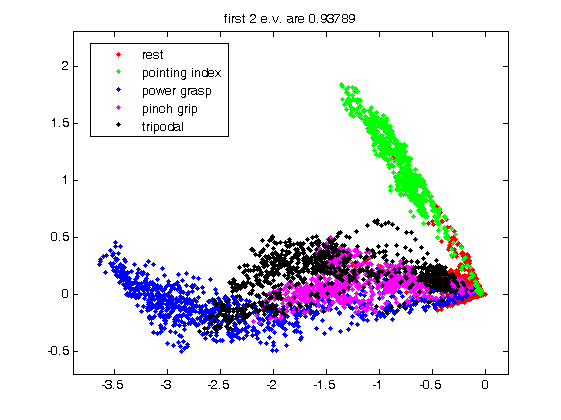 first 2 e.v. are 0.93789
rest
pointing index
power grasp
pinch grip
tripodal
2
1.5
1
0.5
0
-0.5
-3.5 -3 -2.5 -2 -1.5 -1 -0.5 0